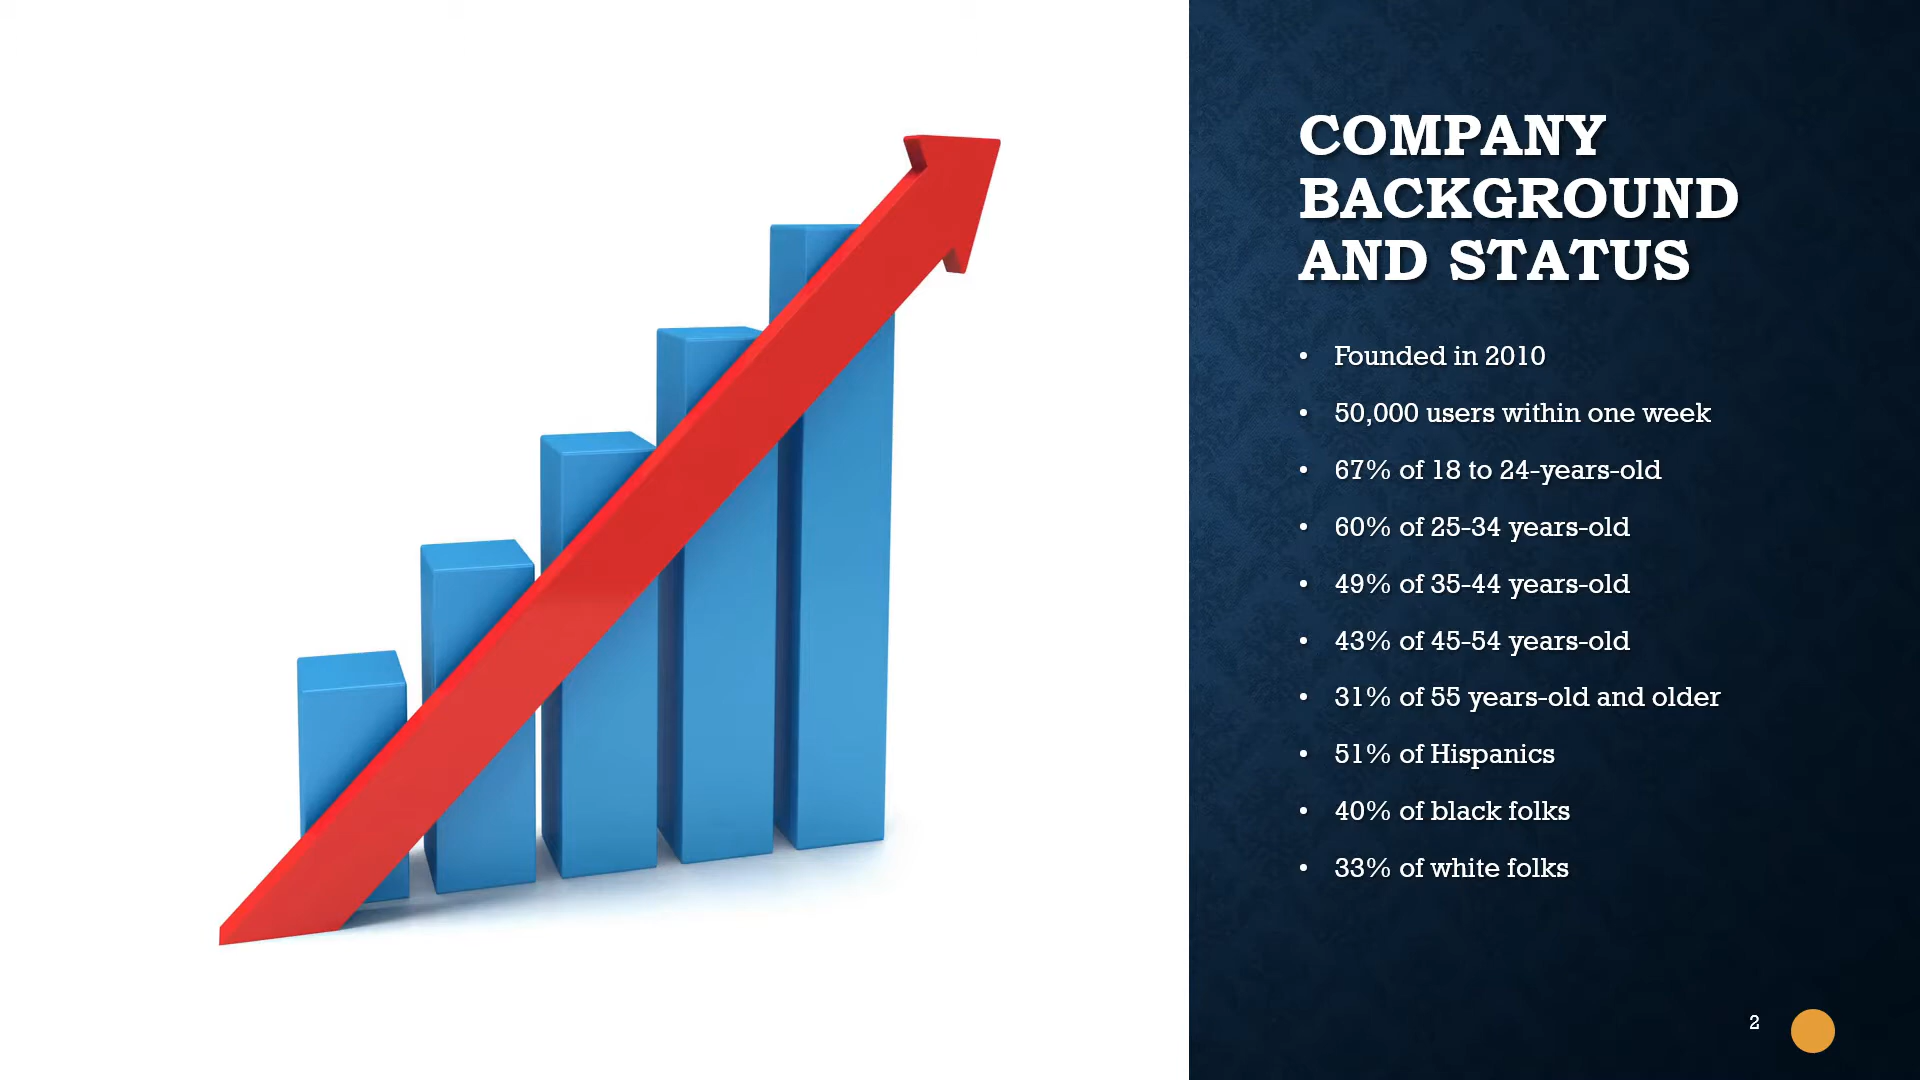 COMPANY
BACKGROUND
AND STATUS
• Founded in 2010
• 50,000 users within one week
• 67% of 18 to 24-years-old
• 60% of 25-34 years-old
• 49% of 35-44 years-old
• 43% of 45-54 years-old
• 31% of 55 years-old and older
• 51% of Hispanics
• 40% of black folks
• 33% of white folks
2